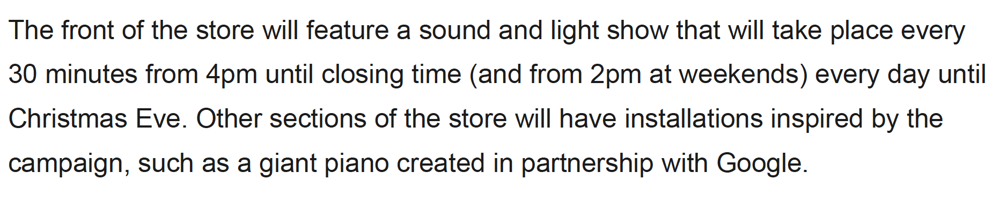 The front of the store will feature a sound and light show that will take place every
30 minutes from 4pm until closing time (and from 2pm at weekends) every day until
Christmas Eve. Other sections of the store will have installations inspired by the
campaign, such as a giant piano created in partnership with Google.